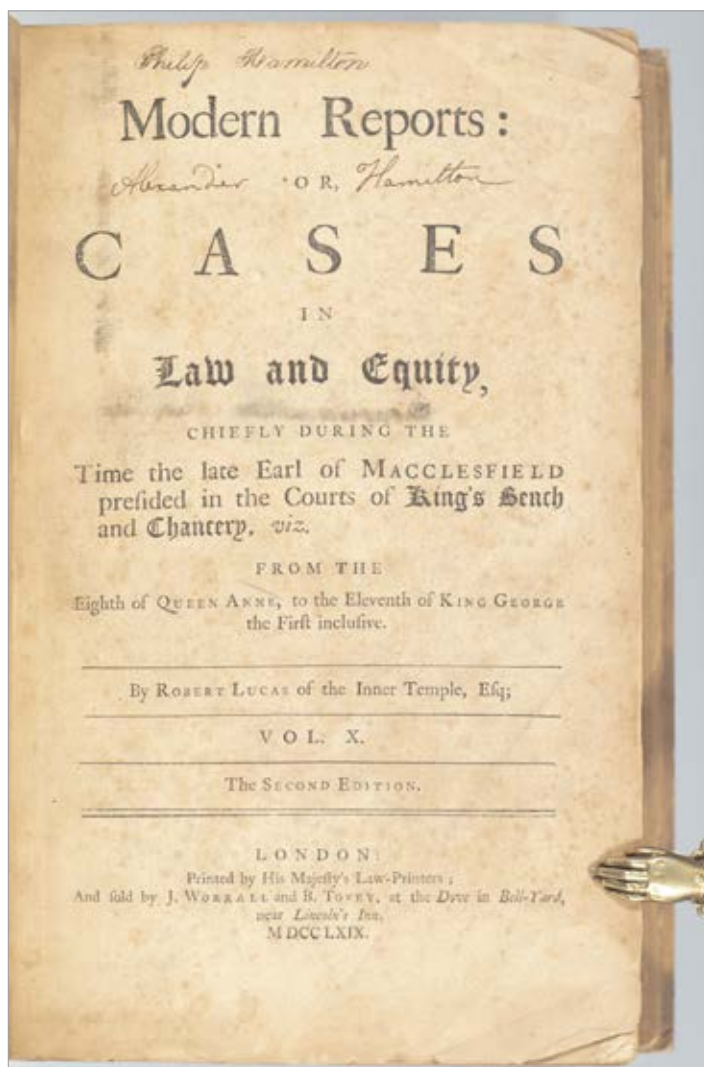 Philip Hamilton
Modern Reports:
Alexander OR, Hamilton
CASES
IN
Law and Equity,
CHIEFLY DURING THE
Time the late Earl of MACCLESFIELD
preſided in the Courts of King's Bench
and Chancery, viz.
FROM THE
Eighth of QUEEN ANNE, to the Eleventh of KING GEORGE
the Firſt incluſive.
By ROBERT LUCAS of the Inner Temple, Eſq;
VOL. X.
The SECOND EDITION.
LONDON:
Printed by His Majeſty's Law-Printers;
And ſold by J. WORRALL and B. TOVEY, at the Dove in Bell-Yard,
near Lincoln's Inn.
MDCCLXIX.